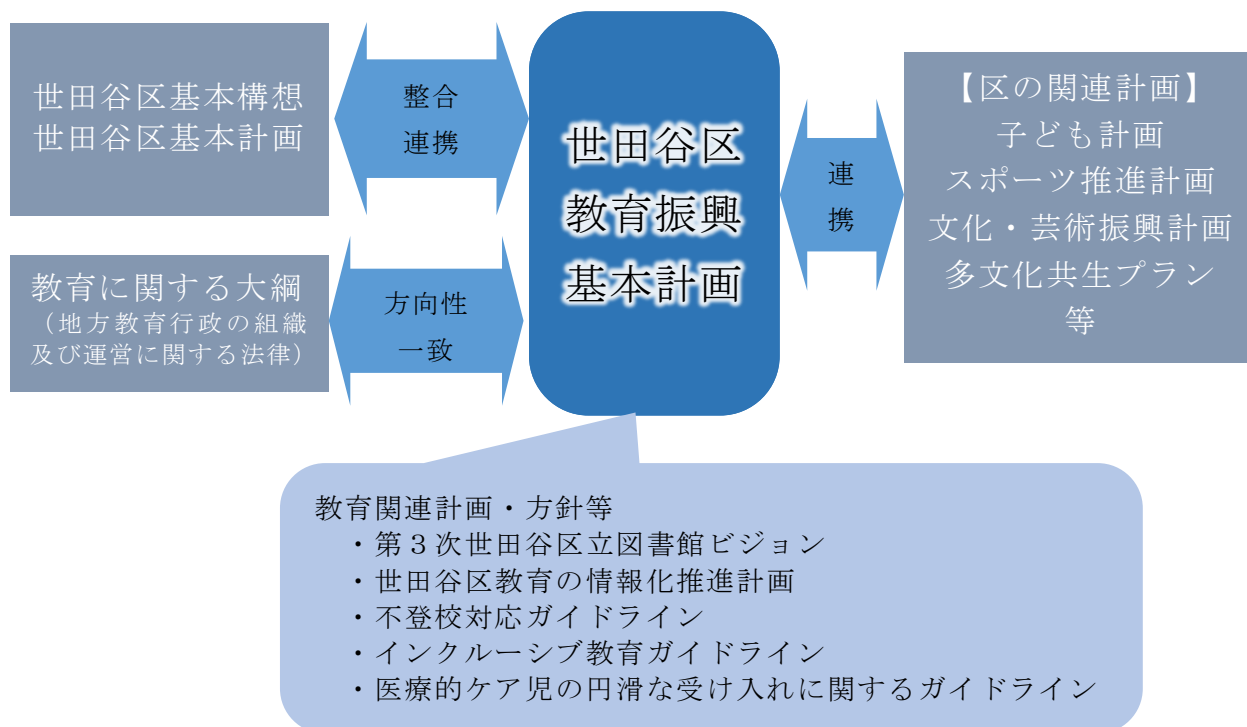 世田谷区基本構想
世田谷区基本計画
整合
連携
教育に関する大綱
（地方教育行政の組織
及び運営に関する法律）
方向性
一致
世田谷区
教育振興
基本計画
連
携
【区の関連計画】
子ども計画
スポーツ推進計画
文化・芸術振興計画
多文化共生プラン
等
教育関連計画・方針等
・第３次世田谷区立図書館ビジョン
・世田谷区教育の情報化推進計画
・不登校対応ガイドライン
・インクルーシブ教育ガイドライン
・医療的ケア児の円滑な受け入れに関するガイドライン